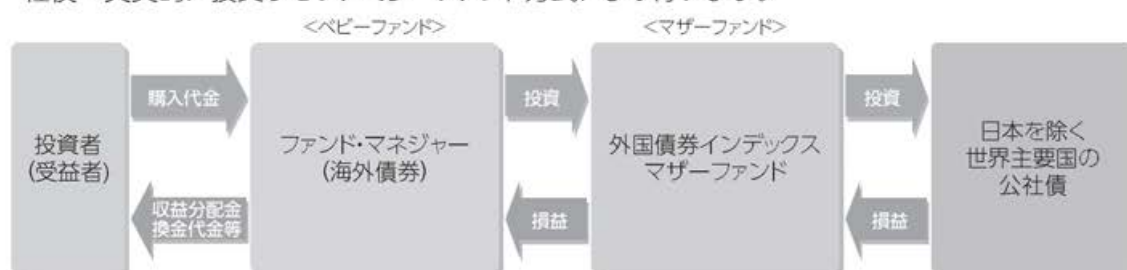 ＜ベビーファンド＞
＜マザーファンド＞
投資者
(受益者)
購入代金
収益分配金
換金代金等
ファンド・マネジャー
(海外債券)
投資
損益
外国債券インデックス
マザーファンド
投資
損益
日本を除く
世界主要国の
公社債